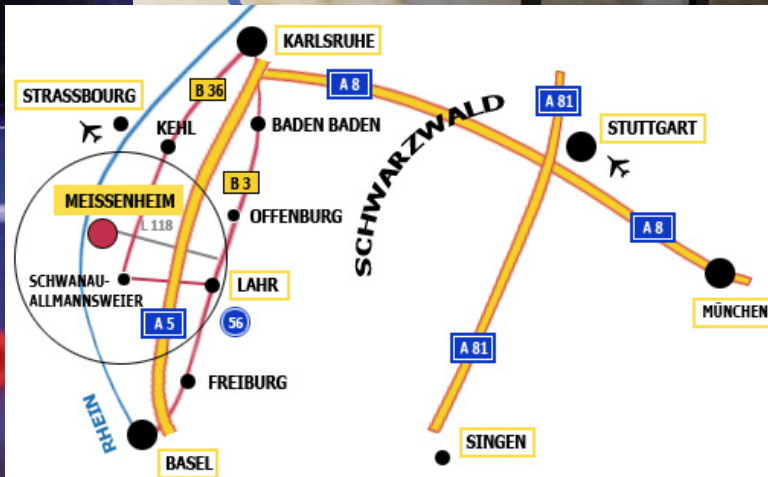 KARLSRUHE
B 36
A 8
STRASSBOURG
A 81
KEHL
BADEN BADEN
STUTTGART
SCHWARZWALD
B 3
MEISSENHEIM
L 118
OFFENBURG
A 8
SCHWANAU-
ALLMANNSWEIER
LAHR
MÜNCHEN
A 5
56
A 81
FREIBURG
RHEIN
SINGEN
BASEL